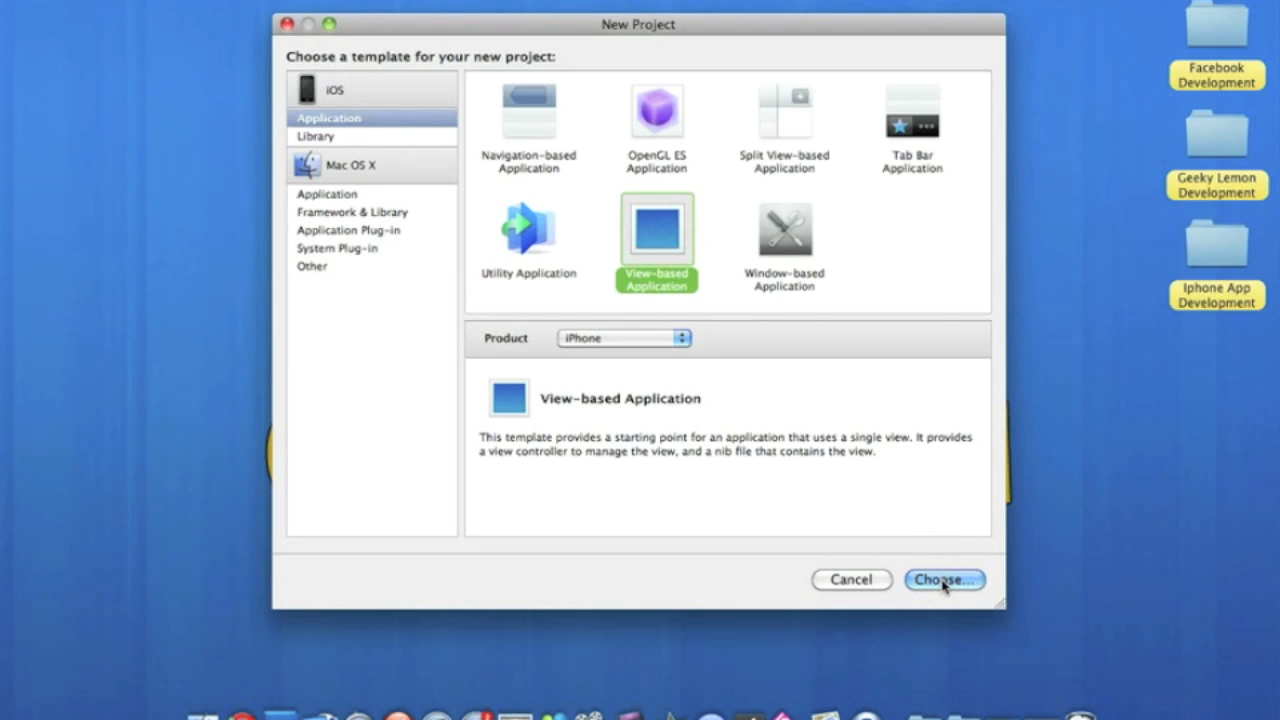 New Project
Choose a template for your new project:
iOS
Application
Library
Mac OS X
Application
Framework & Library
Application Plug-in
System Plug-in
Other
Navigation-based
Application
OpenGL ES
Application
Split View-based
Application
Tab Bar
Application
Utility Application
View-based
Application
Window-based
Application
Product
iPhone
View-based Application
This template provides a starting point for an application that uses a single view. It provides
a view controller to manage the view, and a nib file that contains the view.
Cancel
Choose...
Facebook
Development
Geeky Lemon
Development
Iphone App
Development